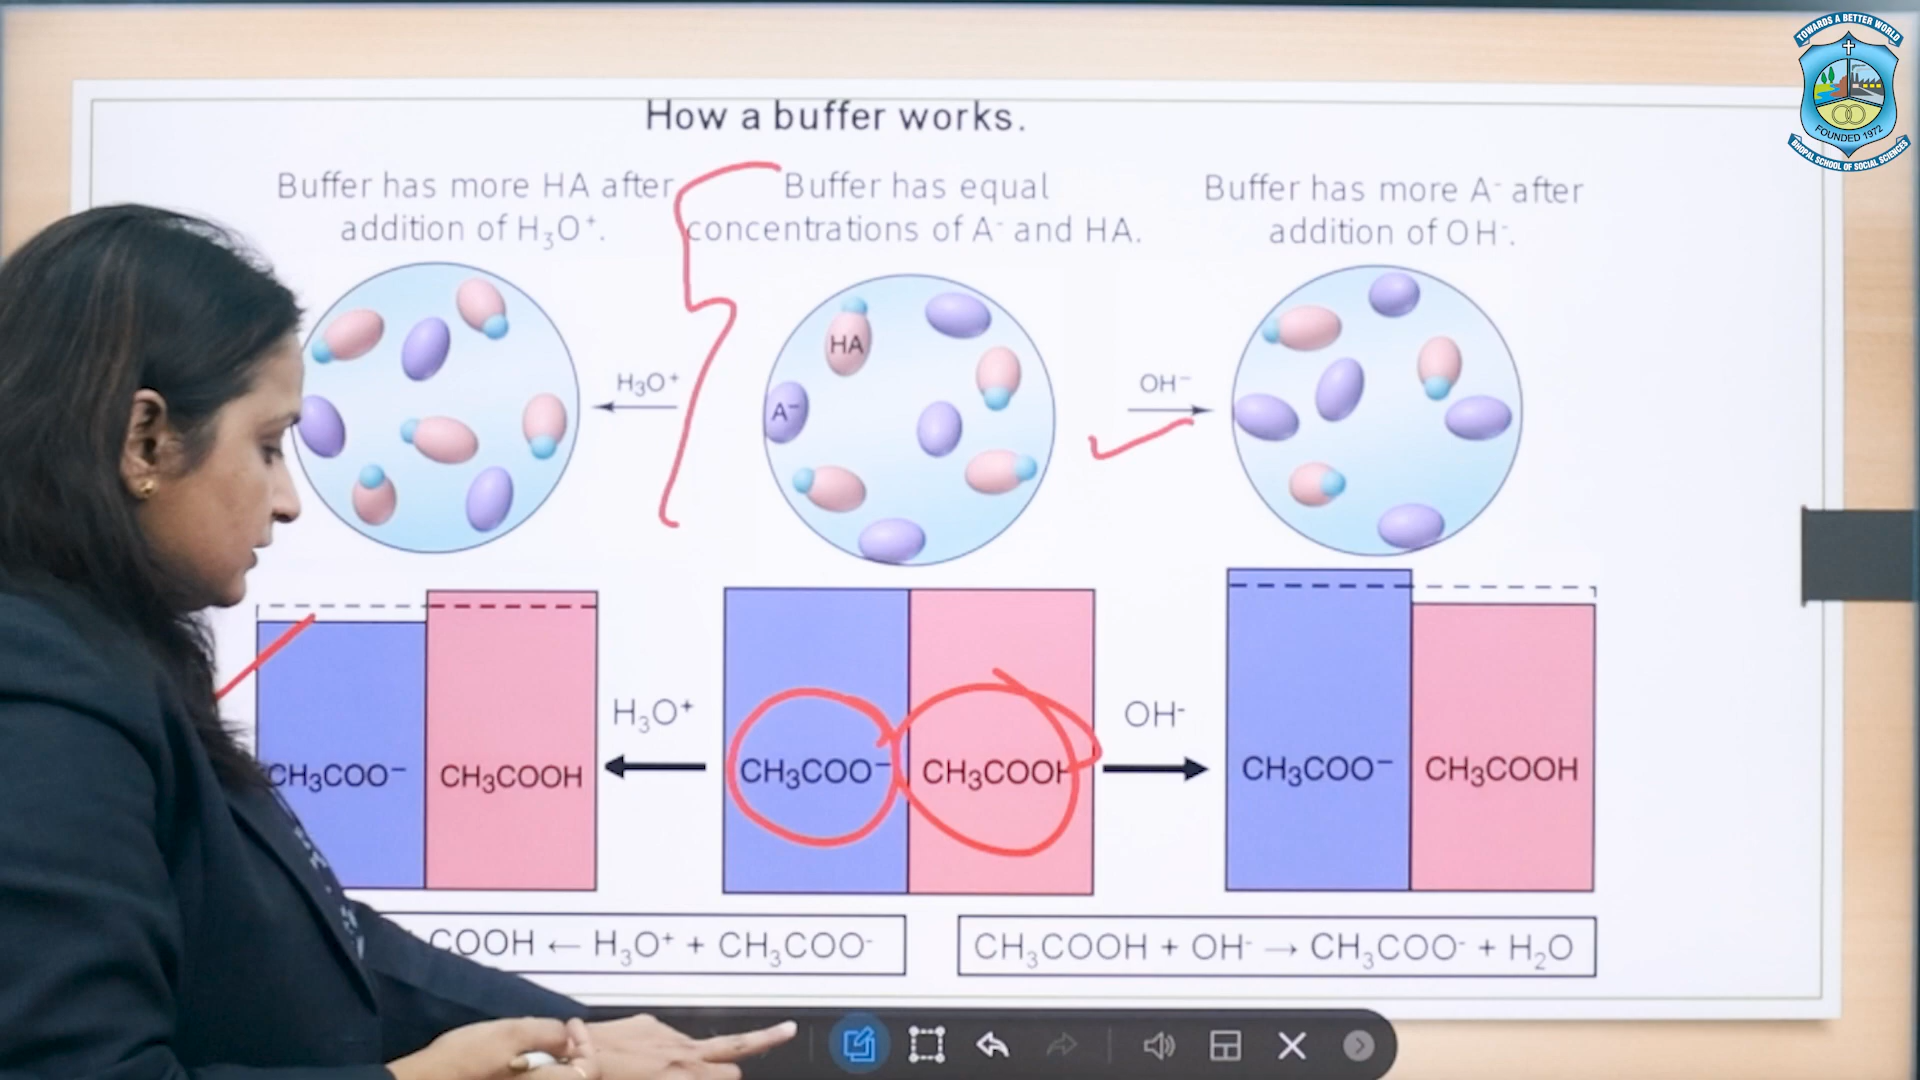 TOWARDS A BETTER WORLD
FOUNDED 1972
BHOPAL SCHOOL OF SOCIAL SCIENCES
How a buffer works.
Buffer has more HA after
addition of H₃O⁺.
Buffer has equal
concentrations of A⁻ and HA.
Buffer has more A⁻ after
addition of OH⁻.
HA
A⁻
H₃O⁺
OH⁻
H₃O⁺
OH⁻
CH₃COO⁻
CH₃COOH
CH₃COO⁻
CH₃COOH
CH₃COO⁻
CH₃COOH
COOH ← H₃O⁺ + CH₃COO⁻
CH₃COOH + OH⁻ → CH₃COO⁻ + H₂O